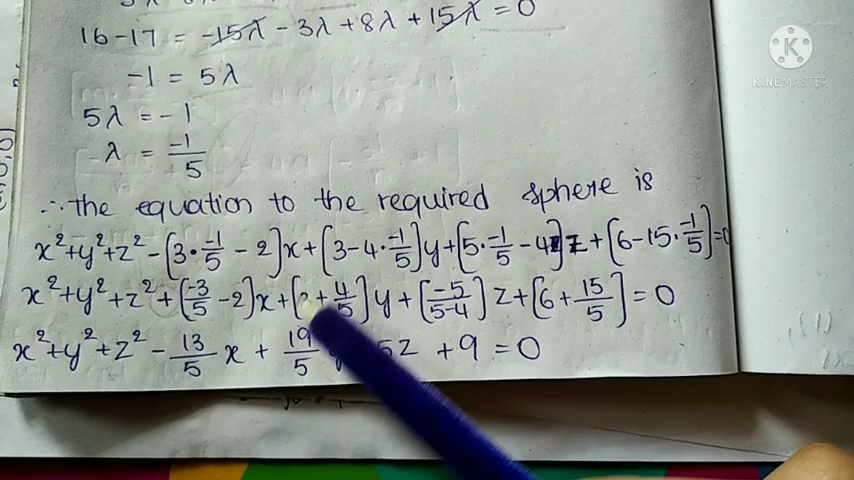 16-17 = -15λ - 3λ + 8λ + 15λ = 0
-1 = 5λ
5λ = -1
λ = -1/5
∴ the equation to the required sphere is
x²+y²+z² - [3·-1/5 - 2]x + [3-4·-1/5]y + [5·-1/5 - 4]z + [6-15·-1/5] = 0
x²+y²+z² + [-3/5 - 2]x + [ + 4/5]y + [-5/5-4]z + [6 + 15/5] = 0
x²+y²+z² - 13/5 x + 19/5 5z + 9 = 0
K
KINEMASTER